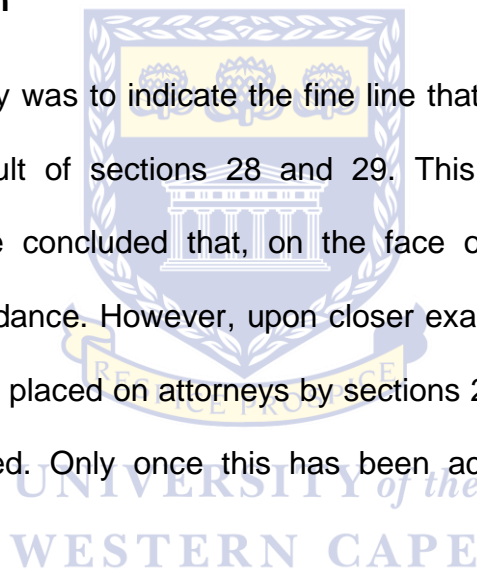 y was to indicate the fine line that
ult of sections 28 and 29. This
e concluded that, on the face o
dance. However, upon closer exa
RESPICE PROSPICE
placed on attorneys by sections 2
ed. Only once this has been ac
UNIVERSITY of the
WESTERN CAPE